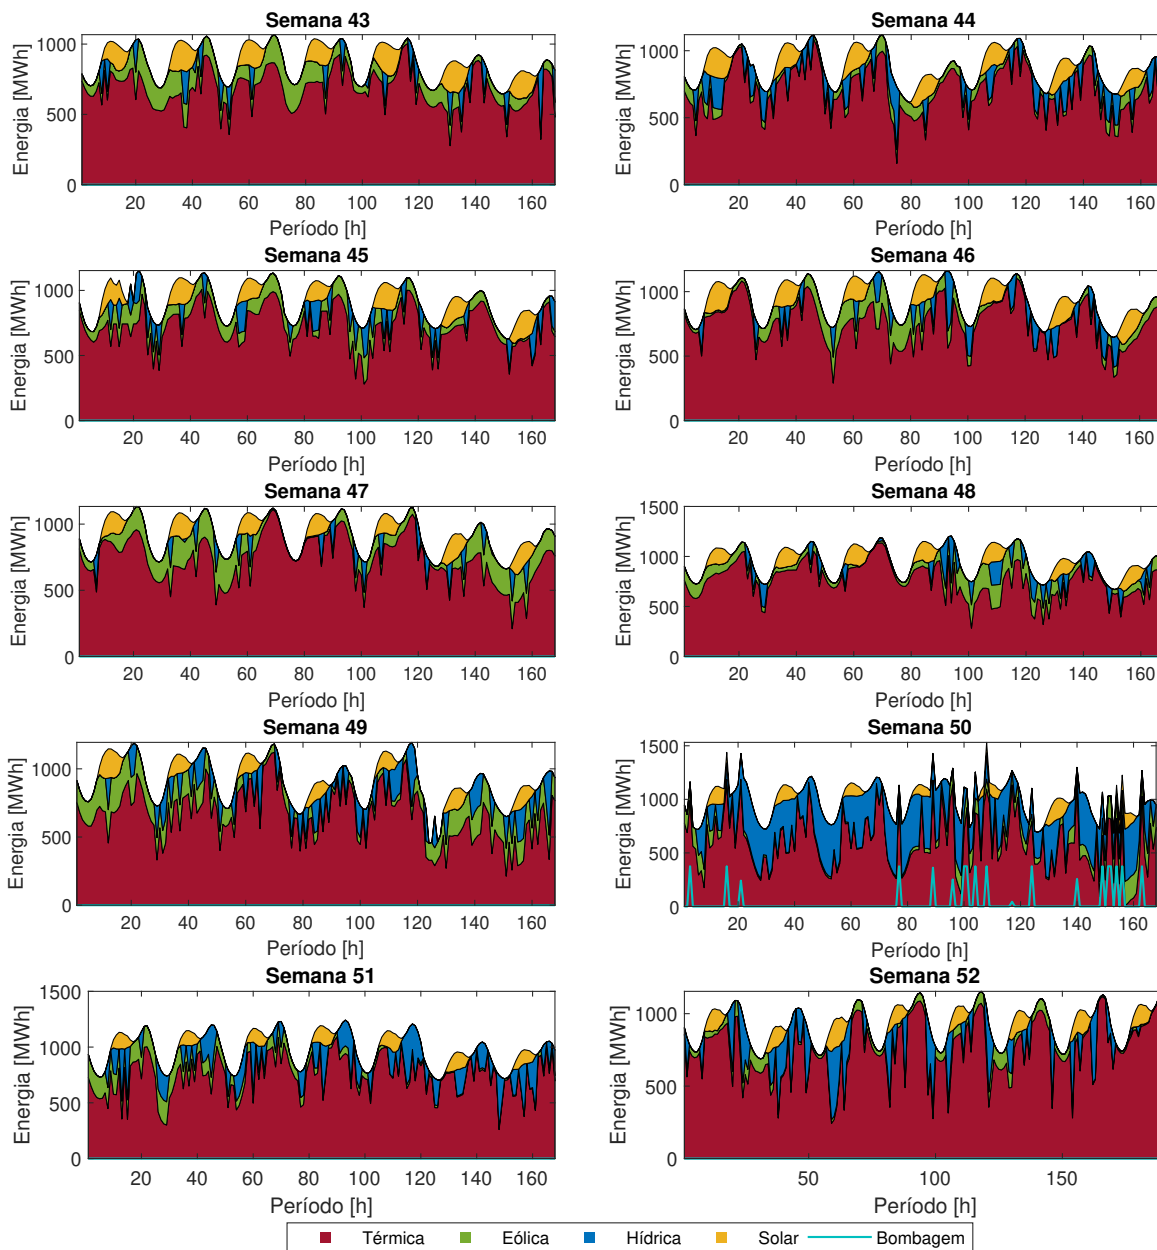 Semana 43
Energia [MWh]
1000
500
0
20 40 60 80 100 120 140 160
Período [h]
Semana 44
Energia [MWh]
1000
500
0
20 40 60 80 100 120 140 160
Período [h]
Semana 45
Energia [MWh]
1000
500
0
20 40 60 80 100 120 140 160
Período [h]
Semana 46
Energia [MWh]
1000
500
0
20 40 60 80 100 120 140 160
Período [h]
Semana 47
Energia [MWh]
1000
500
0
20 40 60 80 100 120 140 160
Período [h]
Semana 48
Energia [MWh]
1500
1000
500
0
20 40 60 80 100 120 140 160
Período [h]
Semana 49
Energia [MWh]
1000
500
0
20 40 60 80 100 120 140 160
Período [h]
Semana 50
Energia [MWh]
1500
1000
500
0
20 40 60 80 100 120 140 160
Período [h]
Semana 51
Energia [MWh]
1500
1000
500
0
20 40 60 80 100 120 140 160
Período [h]
Semana 52
Energia [MWh]
1000
500
0
50 100 150
Período [h]
Térmica Eólica Hídrica Solar Bombagem